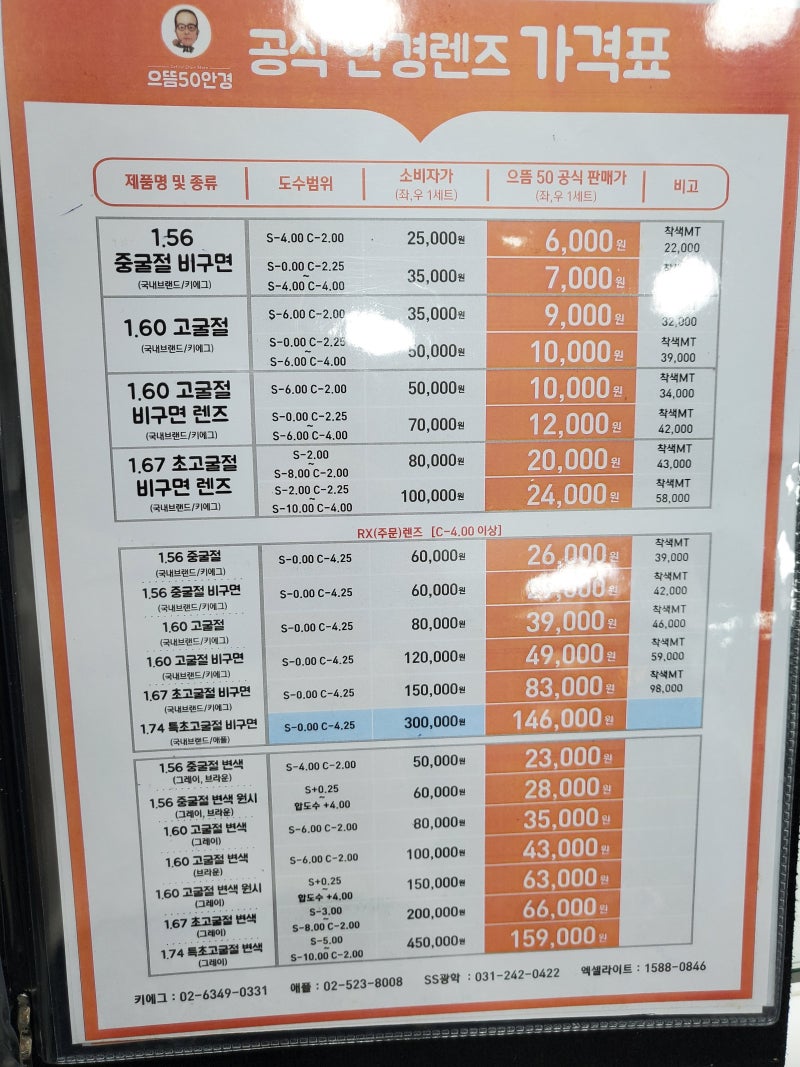 으뜸50안경
공식 안경렌즈 가격표
제품명 및 종류 도수범위 소비자가 (좌,우 1세트) 으뜸 50 공식 판매가 (좌,우 1세트) 비고
1.56 중굴절 비구면 (국내브랜드/키에그)
S-4.00 C-2.00 25,000원 6,000원 착색MT 22,000
S-0.00 C-2.25 ~ S-4.00 C-4.00 35,000원 7,000원
1.60 고굴절 (국내브랜드/키에그)
S-6.00 C-2.00 35,000원 9,000원 32,000
S-0.00 C-2.25 ~ S-6.00 C-4.00 50,000원 10,000원 착색MT 39,000
1.60 고굴절 비구면 렌즈 (국내브랜드/키에그)
S-6.00 C-2.00 50,000원 10,000원 착색MT 34,000
S-0.00 C-2.25 ~ S-6.00 C-4.00 70,000원 12,000원 착색MT 42,000
1.67 초고굴절 비구면 렌즈 (국내브랜드/키에그)
S-2.00 ~ S-8.00 C-2.00 80,000원 20,000원 착색MT 43,000
S-2.00 C-2.25 ~ S-10.00 C-4.00 100,000원 24,000원 착색MT 58,000
RX(주문)렌즈 [C-4.00 이상]
1.56 중굴절 (국내브랜드/키에그) S-0.00 C-4.25 60,000원 26,000원 착색MT 39,000
1.56 중굴절 비구면 (국내브랜드/키에그) S-0.00 C-4.25 60,000원 원 착색MT 42,000
1.60 고굴절 (국내브랜드/키에그) S-0.00 C-4.25 80,000원 39,000원 착색MT 46,000
1.60 고굴절 비구면 (국내브랜드/키에그) S-0.00 C-4.25 120,000원 49,000원 착색MT 59,000
1.67 초고굴절 비구면 (국내브랜드/키에그) S-0.00 C-4.25 150,000원 83,000원 착색MT 98,000
1.74 특초고굴절 비구면 (국내브랜드/애플) S-0.00 C-4.25 300,000원 146,000원
1.56 중굴절 변색 (그레이, 브라운) S-4.00 C-2.00 50,000원 23,000원
1.56 중굴절 변색 원시 (그레이, 브라운) S+0.25 ~ 합도수 +4.00 60,000원 28,000원
1.60 고굴절 변색 (그레이) S-6.00 C-2.00 80,000원 35,000원
1.60 고굴절 변색 (브라운) S-6.00 C-2.00 100,000원 43,000원
1.60 고굴절 변색 원시 (그레이) S+0.25 ~ 합도수 +4.00 150,000원 63,000원
1.67 초고굴절 변색 (그레이) S-3.00 ~ S-8.00 C-2.00 200,000원 66,000원
1.74 특초고굴절 변색 (그레이) S-5.00 ~ S-10.00 C-2.00 450,000원 159,000원
키에그 : 02-6349-0331 애플 : 02-523-8008 SS광학 : 031-242-0422 엑셀라이트 : 1588-0846